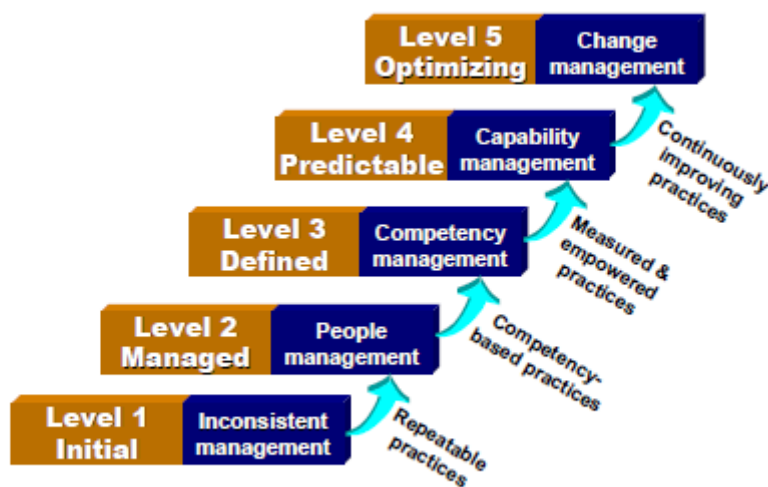 Level 5
Optimizing
Change
management
Level 4
Predictable
Capability
management
Continuously
improving
practices
Level 3
Defined
Competency
management
Measured &
empowered
practices
Level 2
Managed
People
management
Competency-
based practices
Level 1
Initial
Inconsistent
management
Repeatable
practices